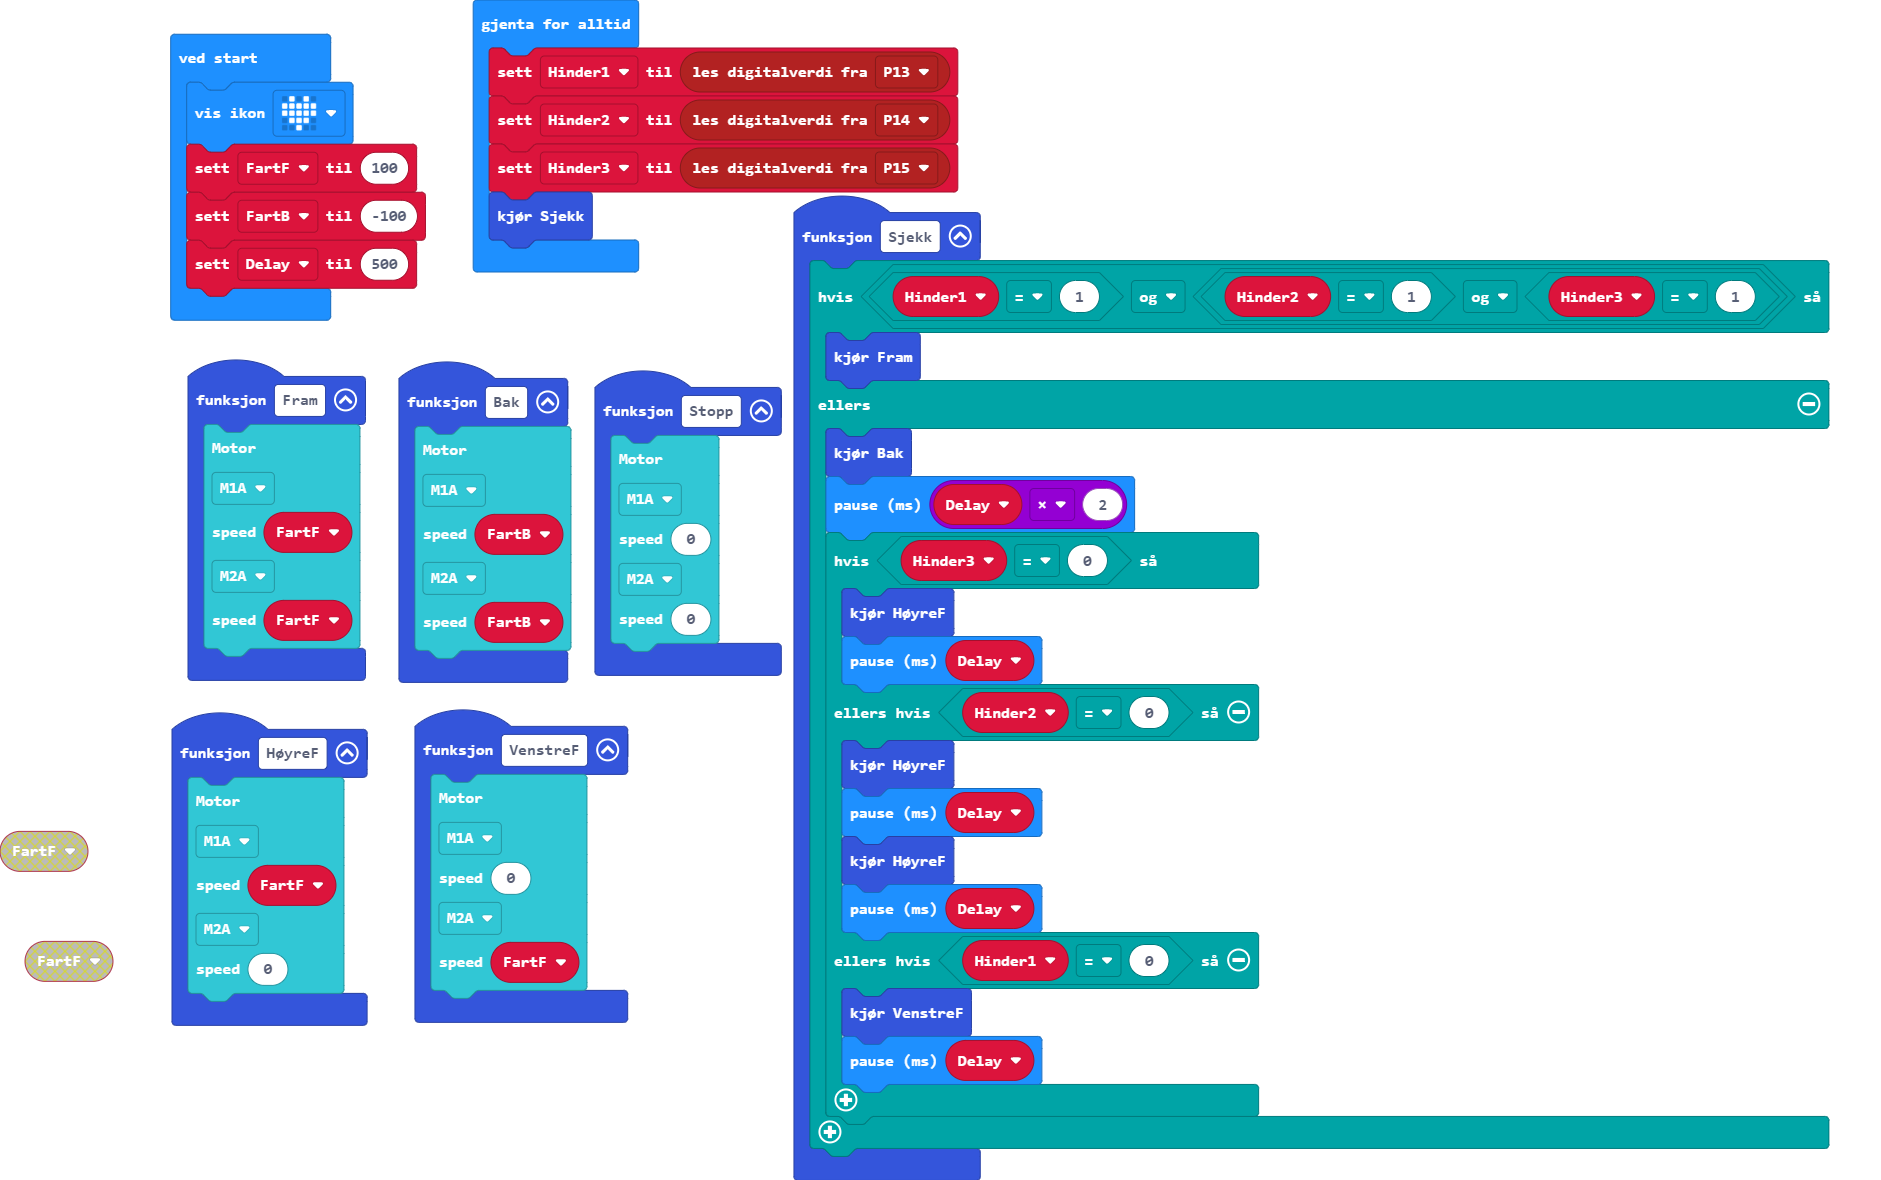 ved start
vis ikon
sett FartF til 100
sett FartB til -100
sett Delay til 500
gjenta for alltid
sett Hinder1 til les digitalverdi fra P13
sett Hinder2 til les digitalverdi fra P14
sett Hinder3 til les digitalverdi fra P15
kjør Sjekk
funksjon Fram
Motor
M1A
speed FartF
M2A
speed FartF
funksjon Bak
Motor
M1A
speed FartB
M2A
speed FartB
funksjon Stopp
Motor
M1A
speed 0
M2A
speed 0
funksjon HøyreF
Motor
M1A
speed FartF
M2A
speed 0
funksjon VenstreF
Motor
M1A
speed 0
M2A
speed FartF
FartF
FartF
funksjon Sjekk
hvis Hinder1 = 1 og Hinder2 = 1 og Hinder3 = 1 så
kjør Fram
ellers
kjør Bak
pause (ms) Delay × 2
hvis Hinder3 = 0 så
kjør HøyreF
pause (ms) Delay
ellers hvis Hinder2 = 0 så
kjør HøyreF
pause (ms) Delay
kjør HøyreF
pause (ms) Delay
ellers hvis Hinder1 = 0 så
kjør VenstreF
pause (ms) Delay